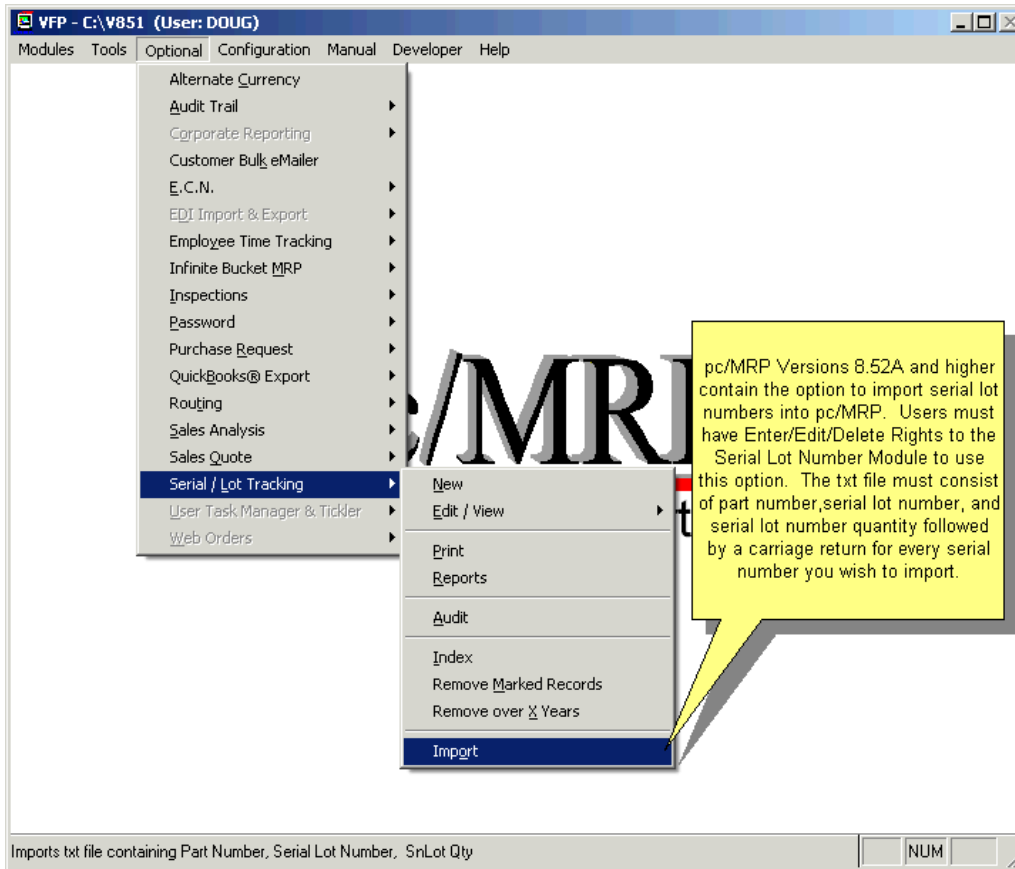 VFP - C:\V851 (User: DOUG)
Modules Tools Optional Configuration Manual Developer Help
Alternate Currency
Audit Trail
Corporate Reporting
Customer Bulk eMailer
E.C.N.
EDI Import & Export
Employee Time Tracking
Infinite Bucket MRP
Inspections
Password
Purchase Request
QuickBooks® Export
Routing
Sales Analysis
Sales Quote
Serial / Lot Tracking
User Task Manager & Tickler
Web Orders
New
Edit / View
Print
Reports
Audit
Index
Remove Marked Records
Remove over X Years
Import
/MR
pc/MRP Versions 8.52A and higher
contain the option to import serial lot
numbers into pc/MRP. Users must
have Enter/Edit/Delete Rights to the
Serial Lot Number Module to use
this option. The txt file must consist
of part number,serial lot number, and
serial lot number quantity followed
by a carriage return for every serial
number you wish to import.
Imports txt file containing Part Number, Serial Lot Number, SnLot Qty
NUM